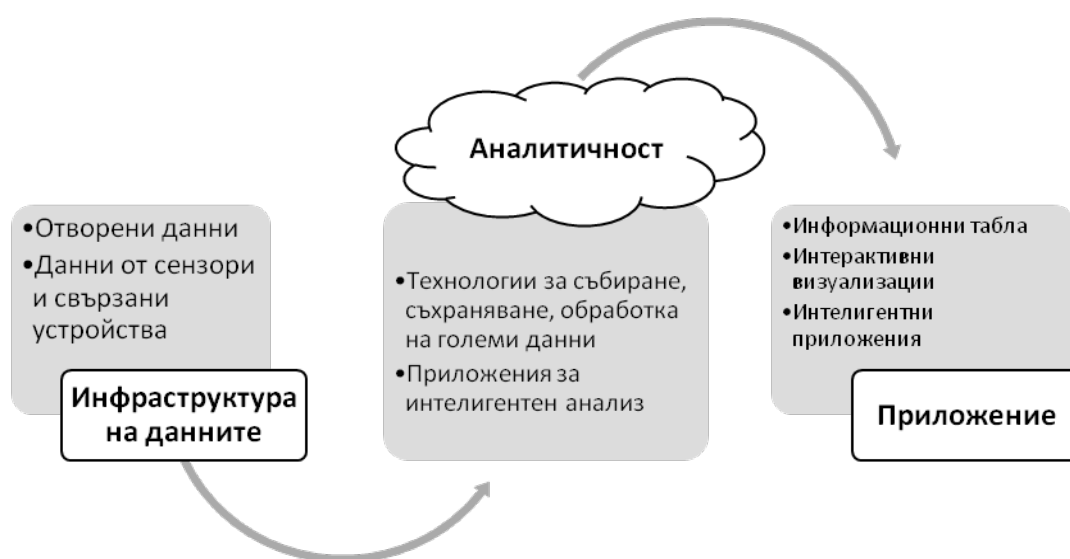 •Отворени данни
•Данни от сензори
и свързани
устройства
Инфраструктура
на данните
Аналитичност
•Технологии за събиране,
съхраняване, обработка
на големи данни
•Приложения за
интелигентен анализ
•Информационни табла
•Интерактивни
визуализации
•Интелигентни
приложения
Приложение